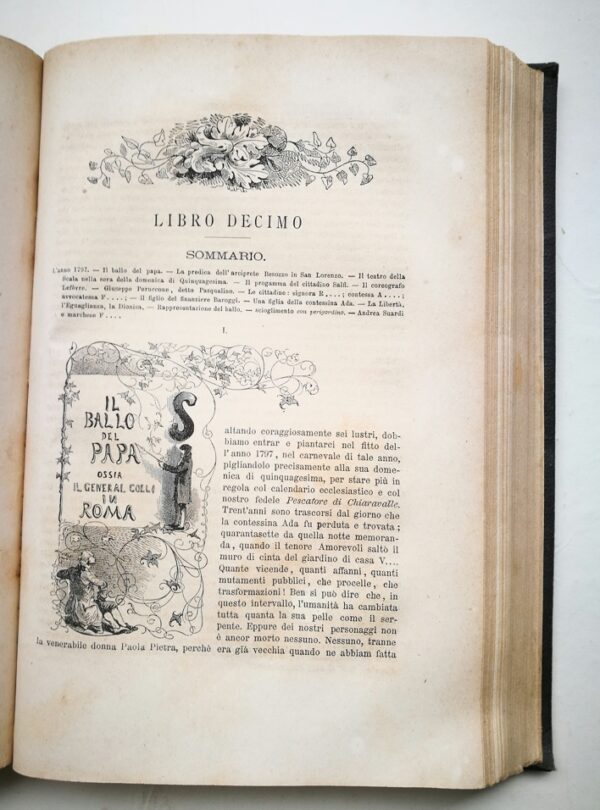 LIBRO DECIMO
SOMMARIO.
L'anno 1797. — Il ballo del papa. — La predica dell'arciprete Besozzo in San Lorenzo. — Il teatro della
Scala nella sera della domenica di Quinquagesima. — Il progamma del cittadino Salfi. — Il coreografo
Lefèvre. — Giuseppe Paruccone, detto Pasqualino. — Le cittadine: signora R....; contessa A....;
avvocatessa F....; il figlio del finanziere Baroggi. — Una figlia della contessina Ada. — La Libertà,
l'Eguaglianza, la Dionisa. — Rappresentazione del ballo, — scioglimento con perigordino. — Andrea Suardi
e marchese F....
I.
IL
BALLO
DEL
PAPA
OSSIA
IL GENERAL COLLI
IN
ROMA
S
altando coraggiosamente sei lustri, dob-
biamo entrar e piantarci nel fitto del-
l'anno 1797, nel carnevale di tale anno,
pigliandolo precisamente alla sua dome-
nica di quinquagesima, per stare più in
regola col calendario ecclesiastico e col
nostro fedele Pescatore di Chiaravalle.
Trent'anni sono trascorsi dal giorno che
la contessina Ada fu perduta e trovata;
quarantasette da quella notte memoran-
da, quando il tenore Amorevoli saltò il
muro di cinta del giardino di casa V....
Quante vicende, quanti affanni, quanti
mutamenti pubblici, che procelle, che
trasformazioni! Ben si può dire che, in
questo intervallo, l'umanità ha cambiata
tutta quanta la sua pelle come il ser-
pente. Eppure dei nostri personaggi non
è ancor morto nessuno. Nessuno, tranne
la venerabile donna Paola Pietra, perchè era già vecchia quando ne abbiam fatta